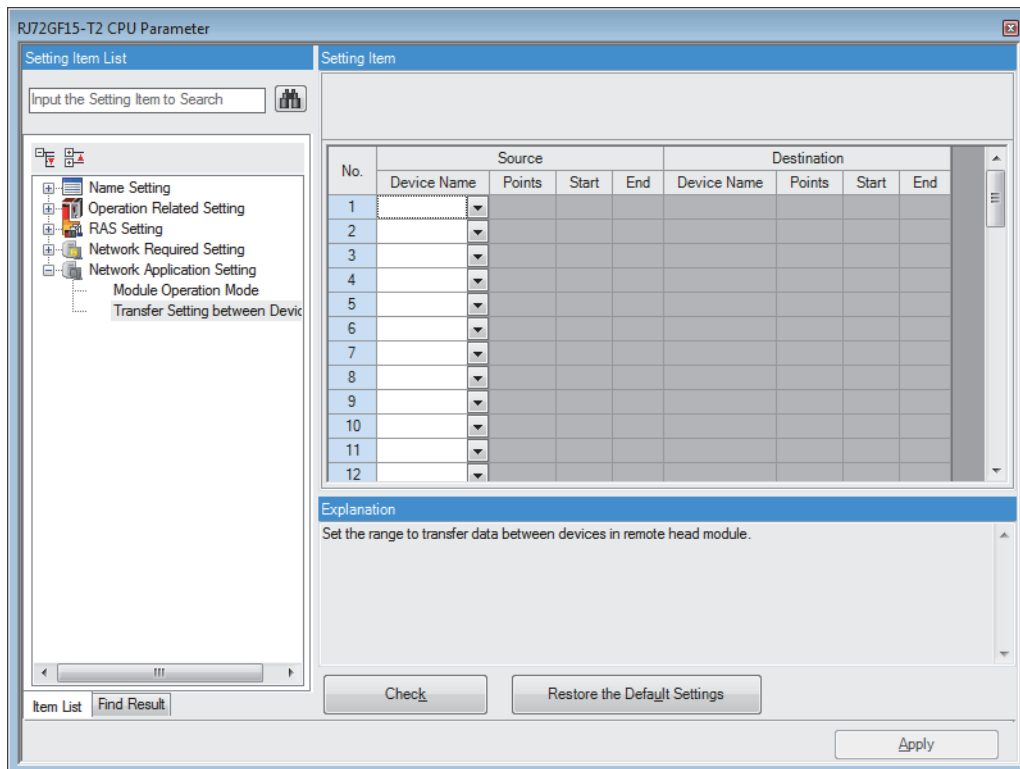 RJ72GF15-T2 CPU Parameter
Setting Item List
Input the Setting Item to Search
Name Setting
Operation Related Setting
RAS Setting
Network Required Setting
Network Application Setting
Module Operation Mode
Transfer Setting between Devic
Item List Find Result
Setting Item
No. Source Destination
Device Name Points Start End Device Name Points Start End
1
2
3
4
5
6
7
8
9
10
11
12
Explanation
Set the range to transfer data between devices in remote head module.
Check Restore the Default Settings
Apply